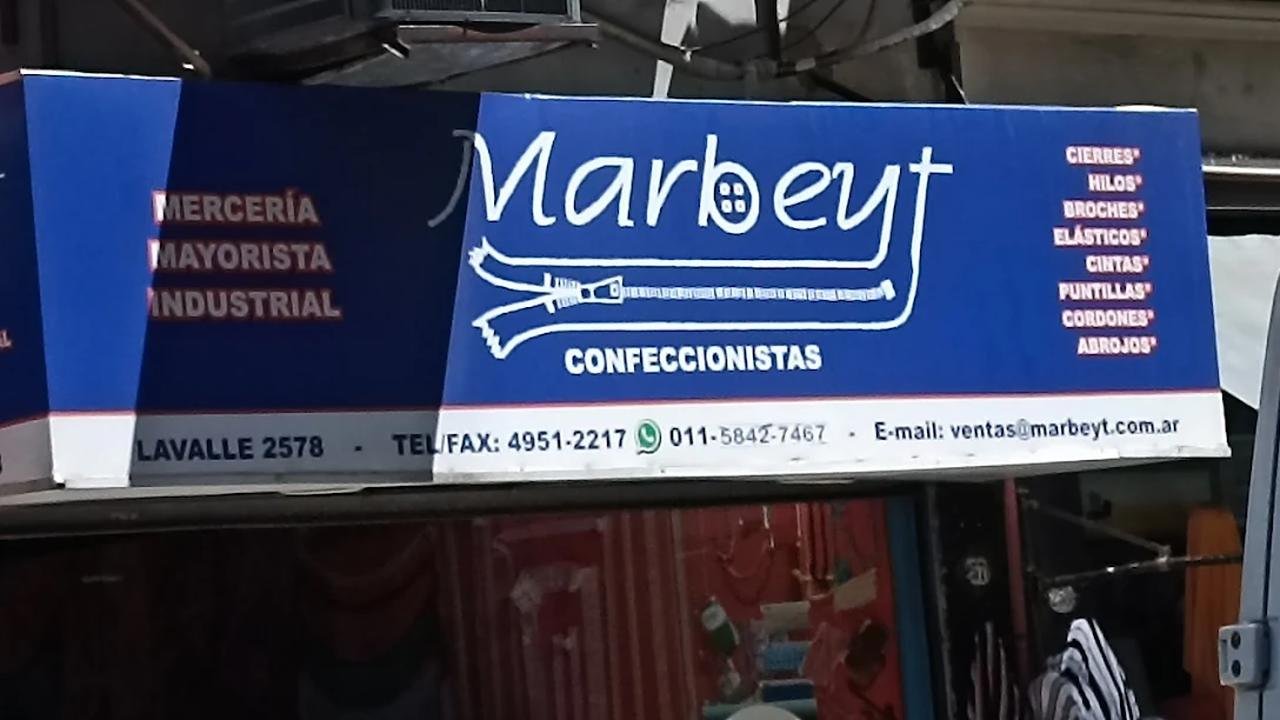 MERCERÍA
MAYORISTA
INDUSTRIAL
Marbeyt
CONFECCIONISTAS
CIERRES*
HILOS*
BROCHES*
ELÁSTICOS*
CINTAS*
PUNTILLAS*
CORDONES*
ABROJOS*
LAVALLE 2578 - TEL/FAX: 4951-2217 011-5842-7467 - E-mail: ventas@marbeyt.com.ar